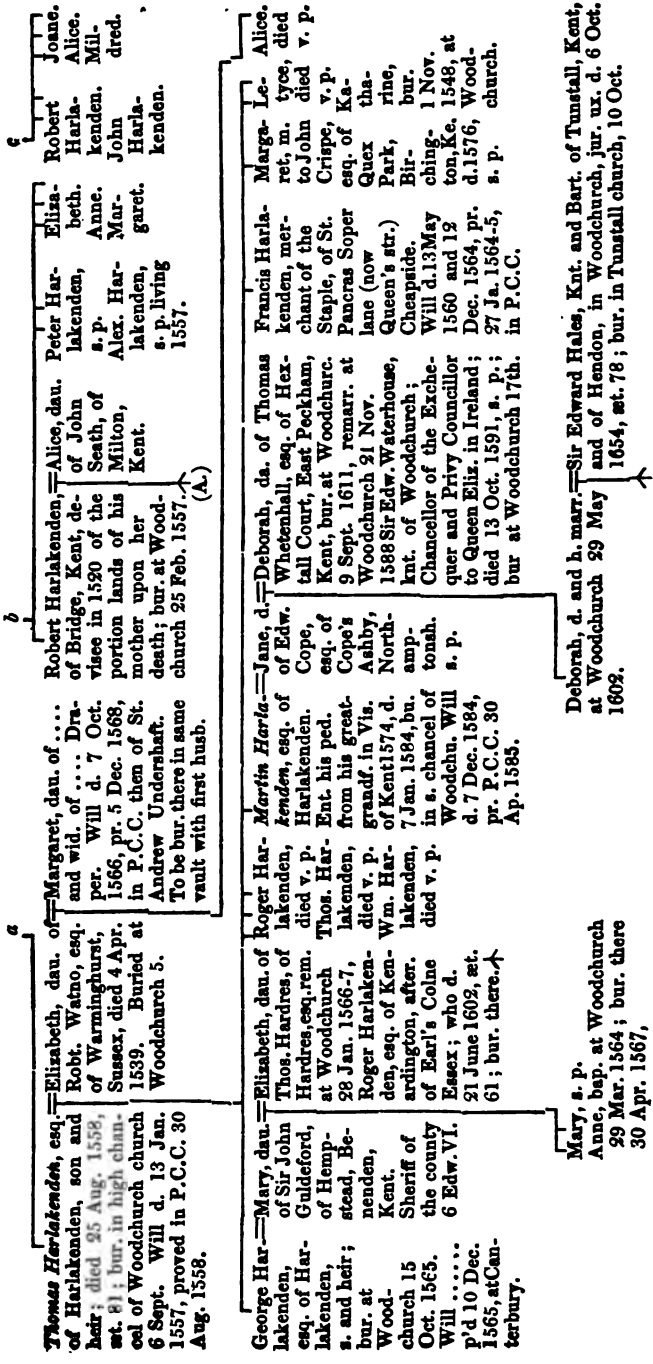 a
b
c
Thomas Harlakenden, esq.
of Harlakenden, son and
heir; died 25 Aug. 1558,
æt. 81; bur. in high chan-
cel of Woodchurch church
6 Sept. Will d. 13 Jan.
1557, proved in P.C.C. 30
Aug. 1558.
Elizabeth, dau. of
Robt. Watno, esq.
of Warminghurst,
Sussex, died 4 Apr.
1539. Buried at
Woodchurch 5.
Margaret, dau. of ....
and wid. of .... Dra-
per. Will d. 7 Oct.
1566, pr. 5 Dec. 1568,
in P.C.C. then of St.
Andrew Undershaft.
To be bur. there in same
vault with first husb.
Robert Harlakenden,
of Bridge, Kent, de-
visee in 1520 of the
portion lands of his
mother upon her
death; bur. at Wood-
church 25 Feb. 1557.
(A.)
Alice, dau.
of John
Seath, of
Milton,
Kent.
Peter Har-
lakenden,
s. p.
Alex. Har-
lakenden,
s. p. living
1557.
Eliza-
beth.
Anne.
Mar-
garet.
Robert
Harla-
kenden.
John
Harla-
kenden.
Joane.
Alice.
Mil-
dred.
George Har-
lakenden,
esq. of Har-
lakenden,
s. and heir;
bur. at
Wood-
church 15
Oct. 1565.
Will ......
p'd 10 Dec.
1565, at Can-
terbury.
Mary, dau.
of Sir John
Guldeford,
of Hemp-
stead, Be-
nenden,
Kent.
Sheriff of
the county
6 Edw. VI.
Elizabeth, dau. of
Thos. Hardres, of
Hardres, esq. rem.
at Woodchurch
28 Jan. 1566-7,
Roger Harlaken-
den, esq. of Ken-
ardington, after.
of Earl's Colne
Essex; who d.
21 June 1602, æt.
61; bur. there.
Roger Har-
lakenden,
died v. p.
Thos. Har-
lakenden,
died v. p.
Wm. Har-
lakenden,
died v. p.
Martin Harla-
kenden, esq. of
Harlakenden.
Ent. his ped.
from his great-
grandf. in Vis.
of Kent 1574, d.
7 Jan. 1584, bu.
in s. chancel of
Woodchu. Will
d. 7 Dec. 1584,
pr. P.C.C. 30
Ap. 1585.
Jane, d.
of Edw.
Cope,
esq. of
Cope's
Ashby,
North-
amp-
tonsh.
s. p.
Deborah, da. of Thomas
Whetenhall, esq. of Hex-
tall Court, East Peckham,
Kent, bur. at Woodchurc.
9 Sept. 1611, remarr. at
Woodchurch 21 Nov.
1588 Sir Edw. Waterhouse,
knt. of Woodchurch;
Chancellor of the Exche-
quer and Privy Councillor
to Queen Eliz. in Ireland;
died 13 Oct. 1591, s. p.;
bur at Woodchurch 17th.
Francis Harla-
kenden, mer-
chant of the
Staple, of St.
Pancras Soper
lane (now
Queen's str.)
Cheapside.
Will d. 13 May
1560 and 12
Dec. 1564, pr.
27 Ja. 1564-5,
in P.C.C.
Marga-
ret, m.
to John
Crispe,
esq. of
Quex
Park,
Bir-
ching-
ton, Ke.
d. 1576,
s. p.
Le-
tyce,
died
v. p.
Ka-
tha-
rine,
bur.
1 Nov.
1548, at
Wood-
church.
Alice.
died
v. p.
Mary, s. p.
Anne, bap. at Woodchurch
29 Mar. 1564; bur. there
30 Apr. 1567,
Deborah, d. and h. marr.
at Woodchurch 29 May
1602.
Sir Edward Hales, Knt. and Bart. of Tunstall, Kent,
and of Hendon, in Woodchurch, jur. ux. d. 6 Oct.
1654, æt. 78; bur. in Tunstall church, 10 Oct.